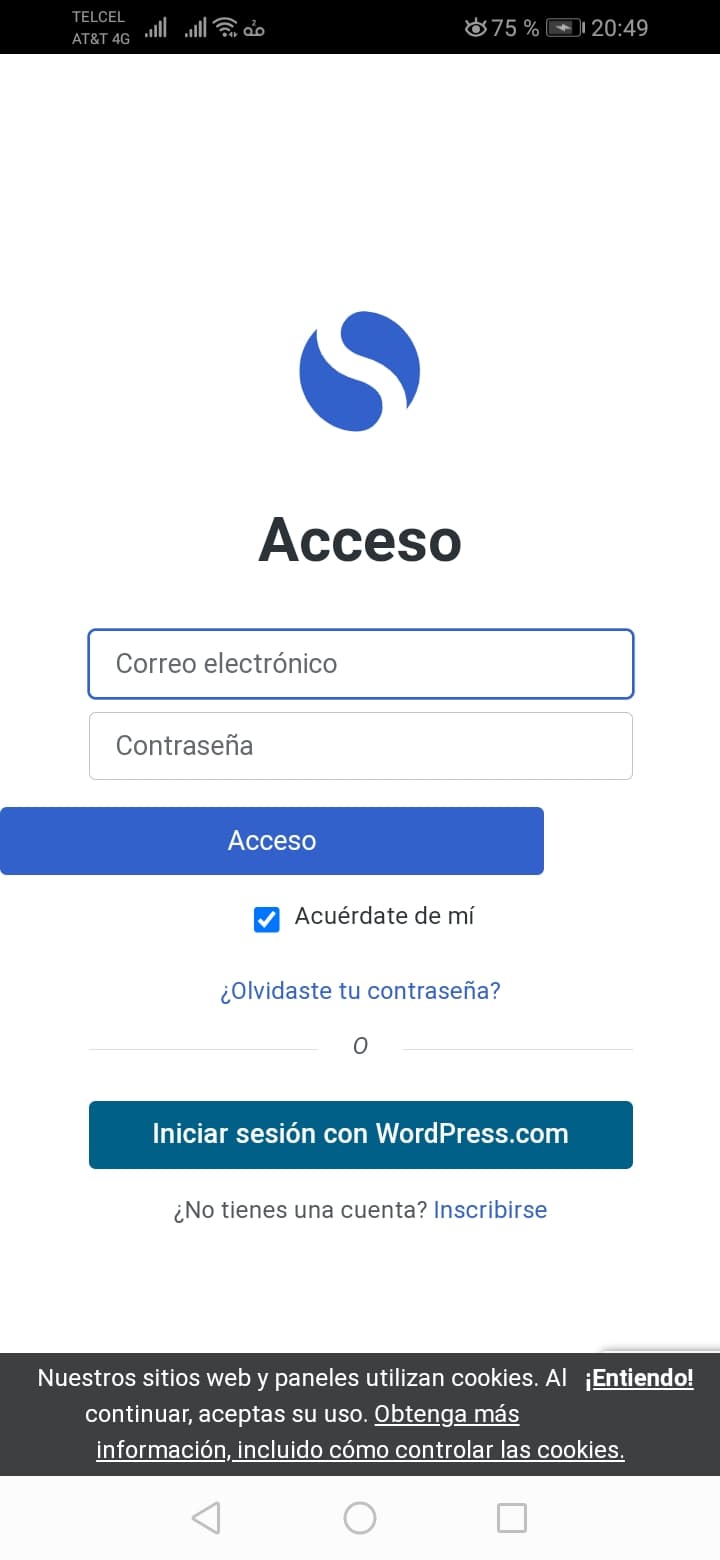 TELCEL
AT&T 4G
2
75 %
20:49
Acceso
Correo electrónico
Contraseña
Acceso
Acuérdate de mí
¿Olvidaste tu contraseña?
O
Iniciar sesión con WordPress.com
¿No tienes una cuenta? Inscribirse
Nuestros sitios web y paneles utilizan cookies. Al
continuar, aceptas su uso. Obtenga más
información, incluido cómo controlar las cookies.
¡Entiendo!